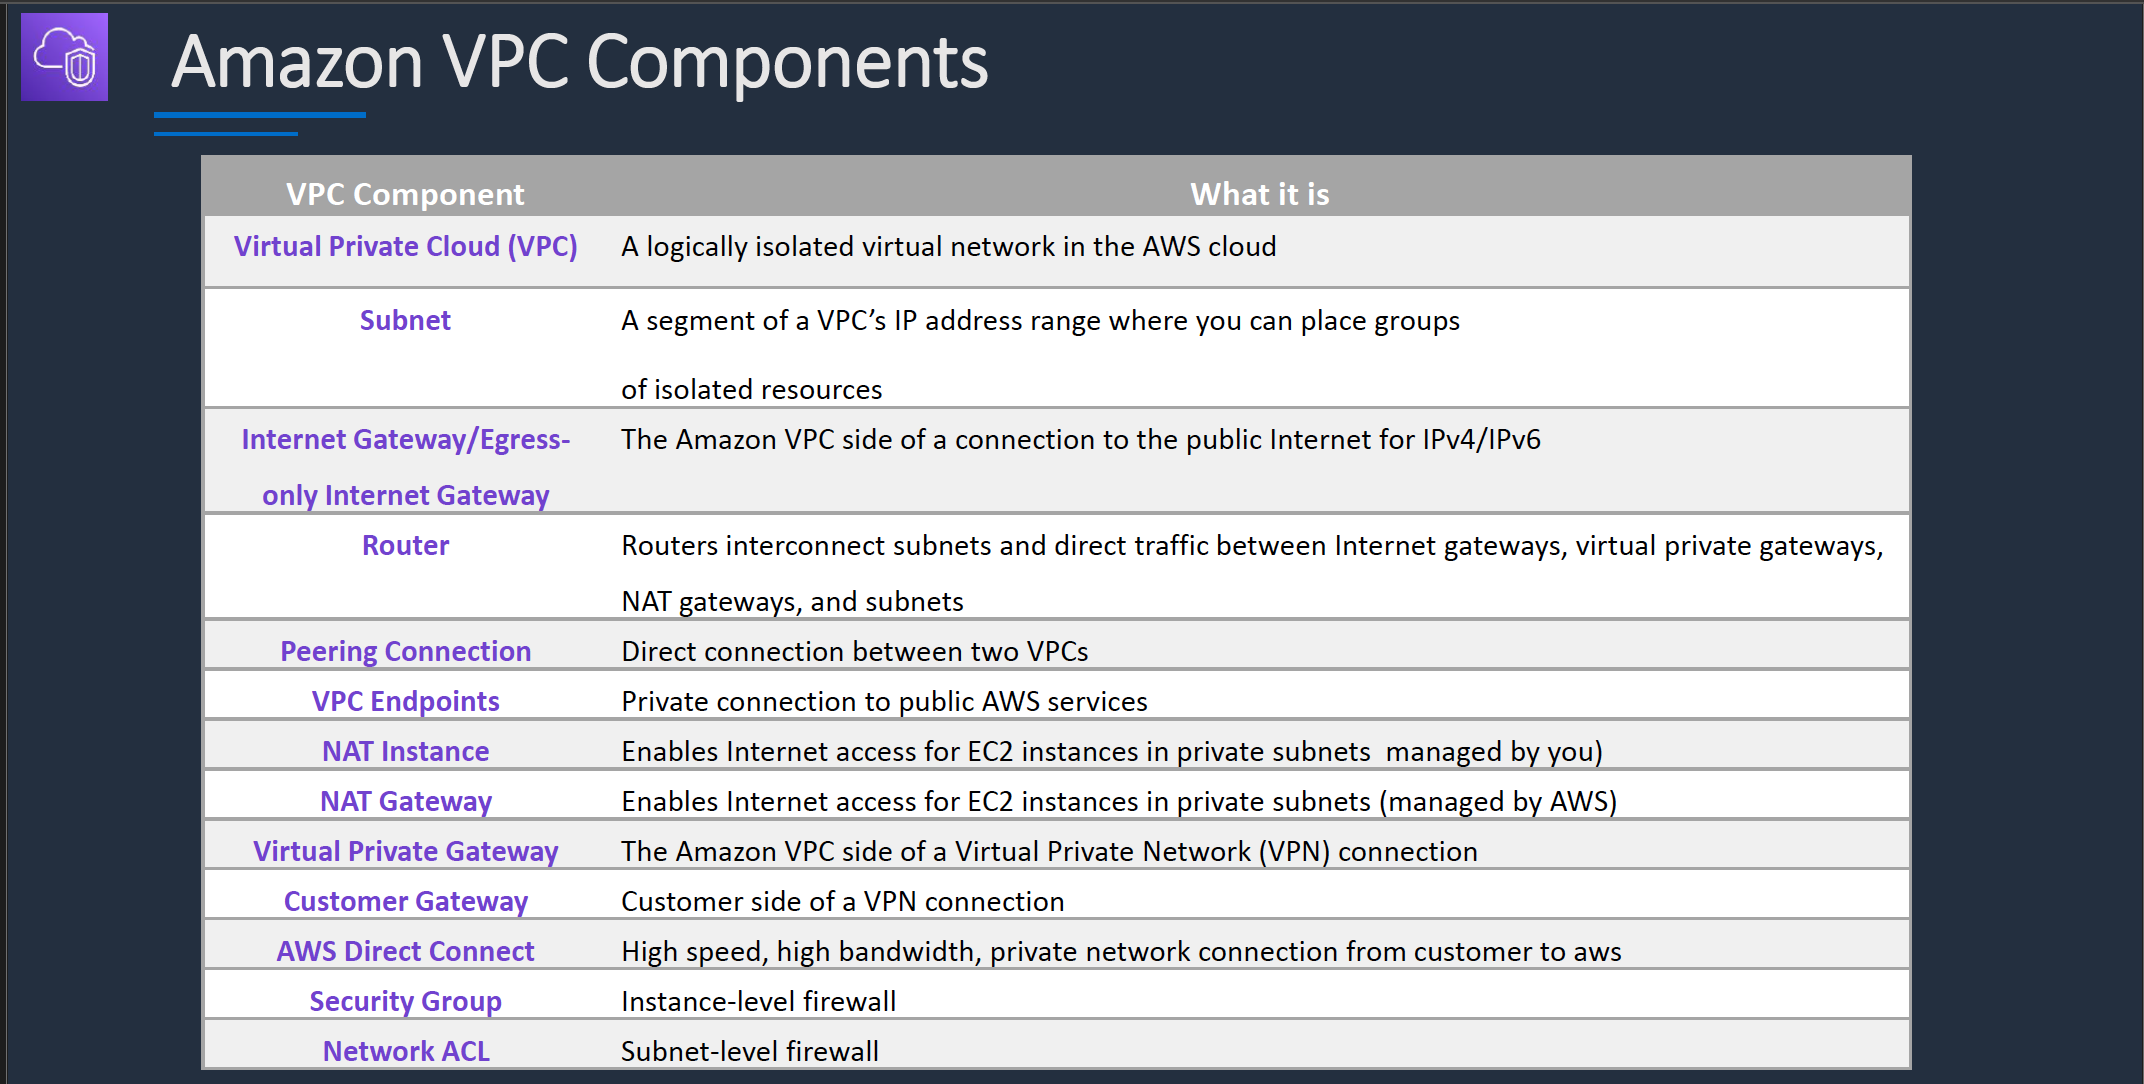 Amazon VPC Components
VPC Component
What it is
Virtual Private Cloud (VPC)
A logically isolated virtual network in the AWS cloud
Subnet
A segment of a VPC’s IP address range where you can place groups
of isolated resources
Internet Gateway/Egress-
only Internet Gateway
The Amazon VPC side of a connection to the public Internet for IPv4/IPv6
Router
Routers interconnect subnets and direct traffic between Internet gateways, virtual private gateways,
NAT gateways, and subnets
Peering Connection
Direct connection between two VPCs
VPC Endpoints
Private connection to public AWS services
NAT Instance
Enables Internet access for EC2 instances in private subnets  managed by you)
NAT Gateway
Enables Internet access for EC2 instances in private subnets (managed by AWS)
Virtual Private Gateway
The Amazon VPC side of a Virtual Private Network (VPN) connection
Customer Gateway
Customer side of a VPN connection
AWS Direct Connect
High speed, high bandwidth, private network connection from customer to aws
Security Group
Instance-level firewall
Network ACL
Subnet-level firewall